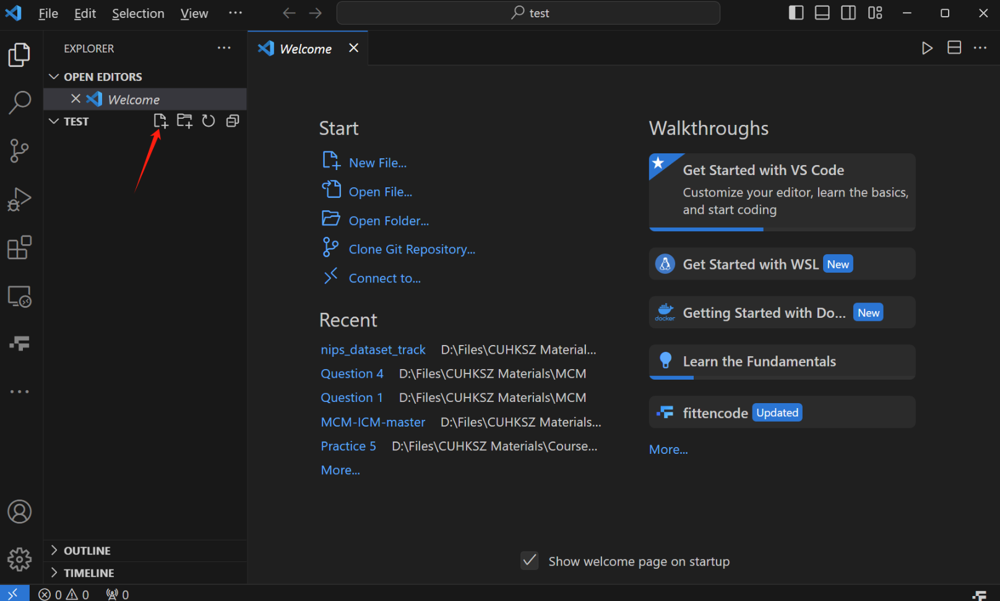 File Edit Selection View ··· test
EXPLORER ···
Welcome
OPEN EDITORS
Welcome
TEST
Start
New File...
Open File...
Open Folder...
Clone Git Repository...
Connect to...
Recent
nips_dataset_track D:\Files\CUHKSZ Material...
Question 4 D:\Files\CUHKSZ Materials\MCM
Question 1 D:\Files\CUHKSZ Materials\MCM
MCM-ICM-master D:\Files\CUHKSZ Materials...
Practice 5 D:\Files\CUHKSZ Materials\Course...
More...
Walkthroughs
Get Started with VS Code
Customize your editor, learn the basics,
and start coding
Get Started with WSL New
docker Getting Started with Do... New
Learn the Fundamentals
fittencode Updated
More...
Show welcome page on startup
OUTLINE
TIMELINE
0 0 0